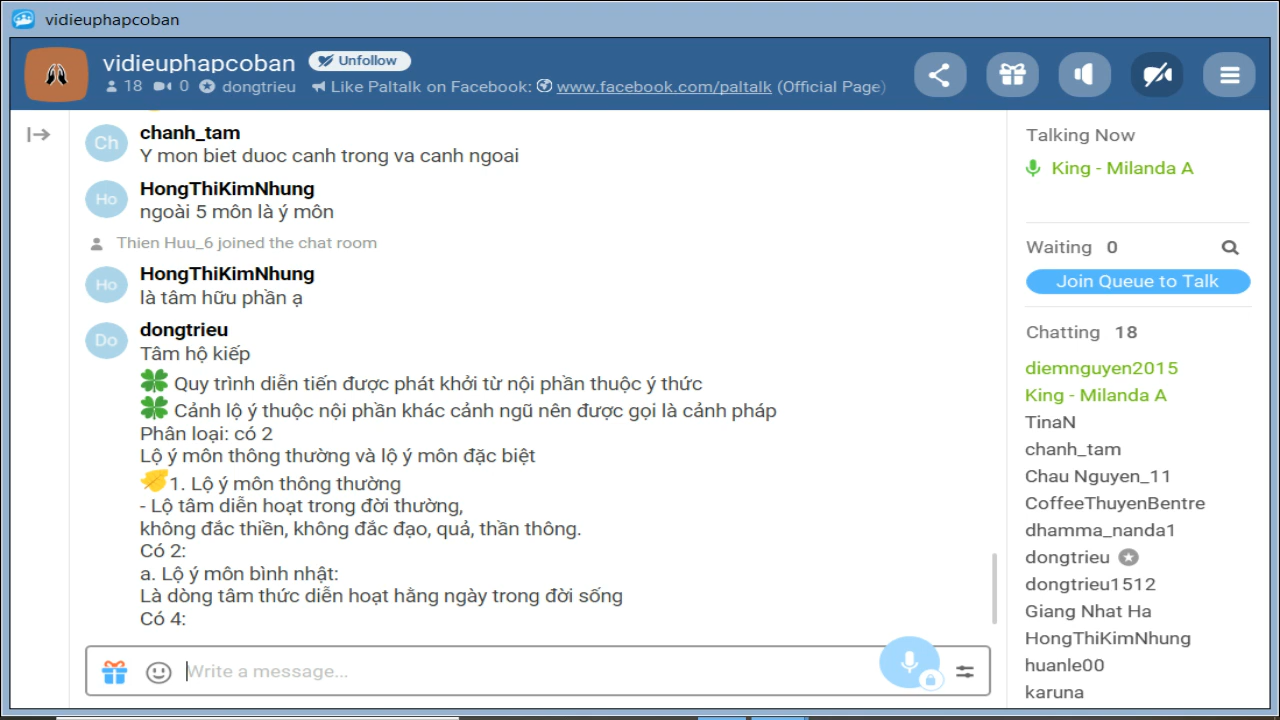 vidieuphapcoban
vidieuphapcoban Unfollow
18 0 dongtrieu Like Paltalk on Facebook: www.facebook.com/paltalk (Official Page)
Ch
chanh_tam
Y mon biet duoc canh trong va canh ngoai
Ho
HongThiKimNhung
ngoài 5 môn là ý môn
Thien Huu_6 joined the chat room
Ho
HongThiKimNhung
là tâm hữu phần ạ
Do
dongtrieu
Tâm hộ kiếp
🍀 Quy trình diễn tiến được phát khởi từ nội phần thuộc ý thức
🍀 Cảnh lộ ý thuộc nội phần khác cảnh ngũ nên được gọi là cảnh pháp
Phân loại: có 2
Lộ ý môn thông thường và lộ ý môn đặc biệt
1. Lộ ý môn thông thường
- Lộ tâm diễn hoạt trong đời thường,
không đắc thiền, không đắc đạo, quả, thần thông.
Có 2:
a. Lộ ý môn bình nhật:
Là dòng tâm thức diễn hoạt hằng ngày trong đời sống
Có 4:
Write a message...
Talking Now
King - Milanda A
Waiting 0
Join Queue to Talk
Chatting 18
diemnguyen2015
King - Milanda A
TinaN
chanh_tam
Chau Nguyen_11
CoffeeThuyenBentre
dhamma_nanda1
dongtrieu
dongtrieu1512
Giang Nhat Ha
HongThiKimNhung
huanle00
karuna